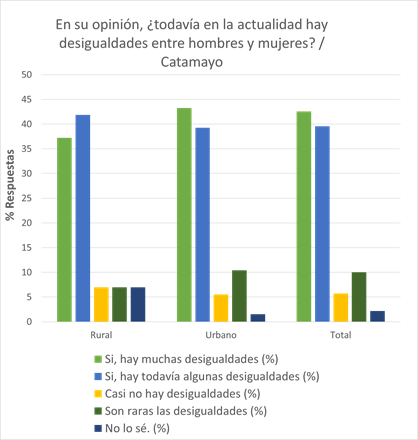 En su opinión, ¿todavía en la actualidad hay
desigualdades entre hombres y mujeres? /
Catamayo
50
45
40
35
30
25
20
15
10
5
0
% Respuestas
Rural
Urbano
Total
Si, hay muchas desigualdades (%)
Si, hay todavía algunas desigualdades (%)
Casi no hay desigualdades (%)
Son raras las desigualdades (%)
No lo sé. (%)